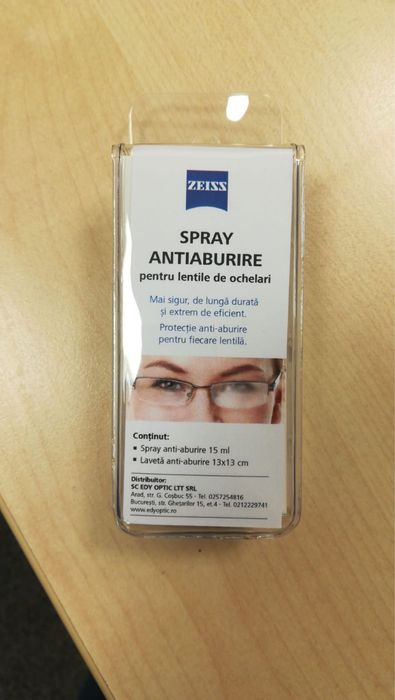 ZEISS
SPRAY
ANTIABURIRE
pentru lentile de ochelari
Mai sigur, de lungă durată
și extrem de eficient.
Protecție anti-aburire
pentru fiecare lentilă.
Conținut:
▪ Spray anti-aburire 15 ml
▪ Lavetă anti-aburire 13x13 cm
Distribuitor:
SC EDY OPTIC LTT SRL
Arad, str. G. Coșbuc 55 - Tel. 0257254816
București, str. Ghețarilor 15, et.4 - Tel. 0212229741
www.edyoptic.ro